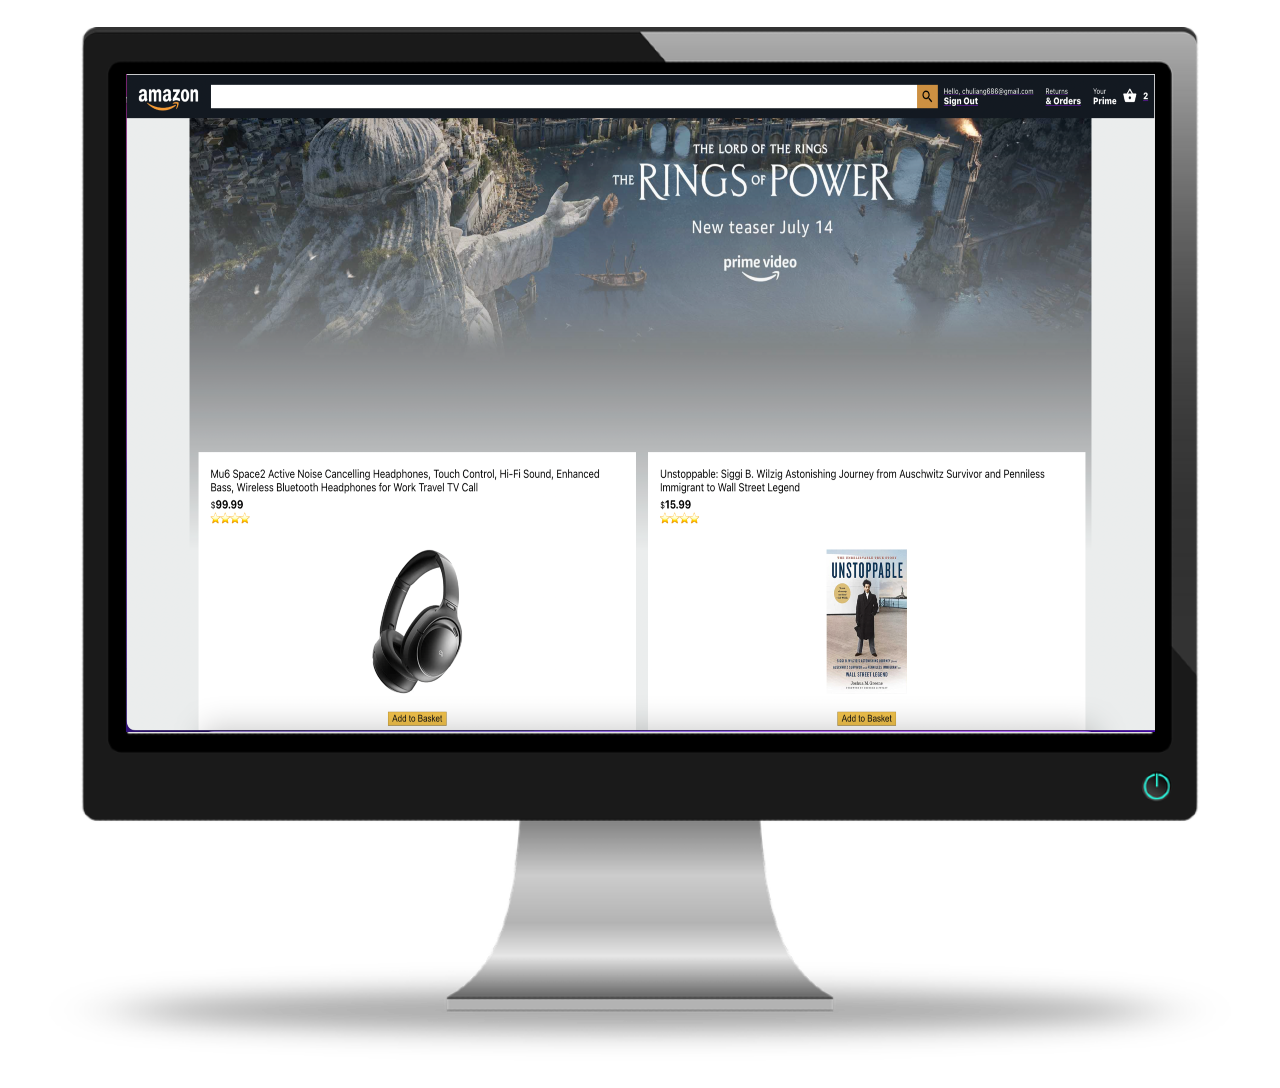 amazon
Hello, chuliang686@gmail.com
Sign Out
Returns
& Orders
Your
Prime
2
THE LORD OF THE RINGS
THE RINGS OF POWER
New teaser July 14
prime video
Mu6 Space2 Active Noise Cancelling Headphones, Touch Control, Hi-Fi Sound, Enhanced
Bass, Wireless Bluetooth Headphones for Work Travel TV Call
$99.99
Unstoppable: Siggi B. Wilzig Astonishing Journey from Auschwitz Survivor and Penniless
Immigrant to Wall Street Legend
$15.99
UNSTOPPABLE
WALL STREET LEGEND
Joshua M. Greene
Add to Basket
Add to Basket